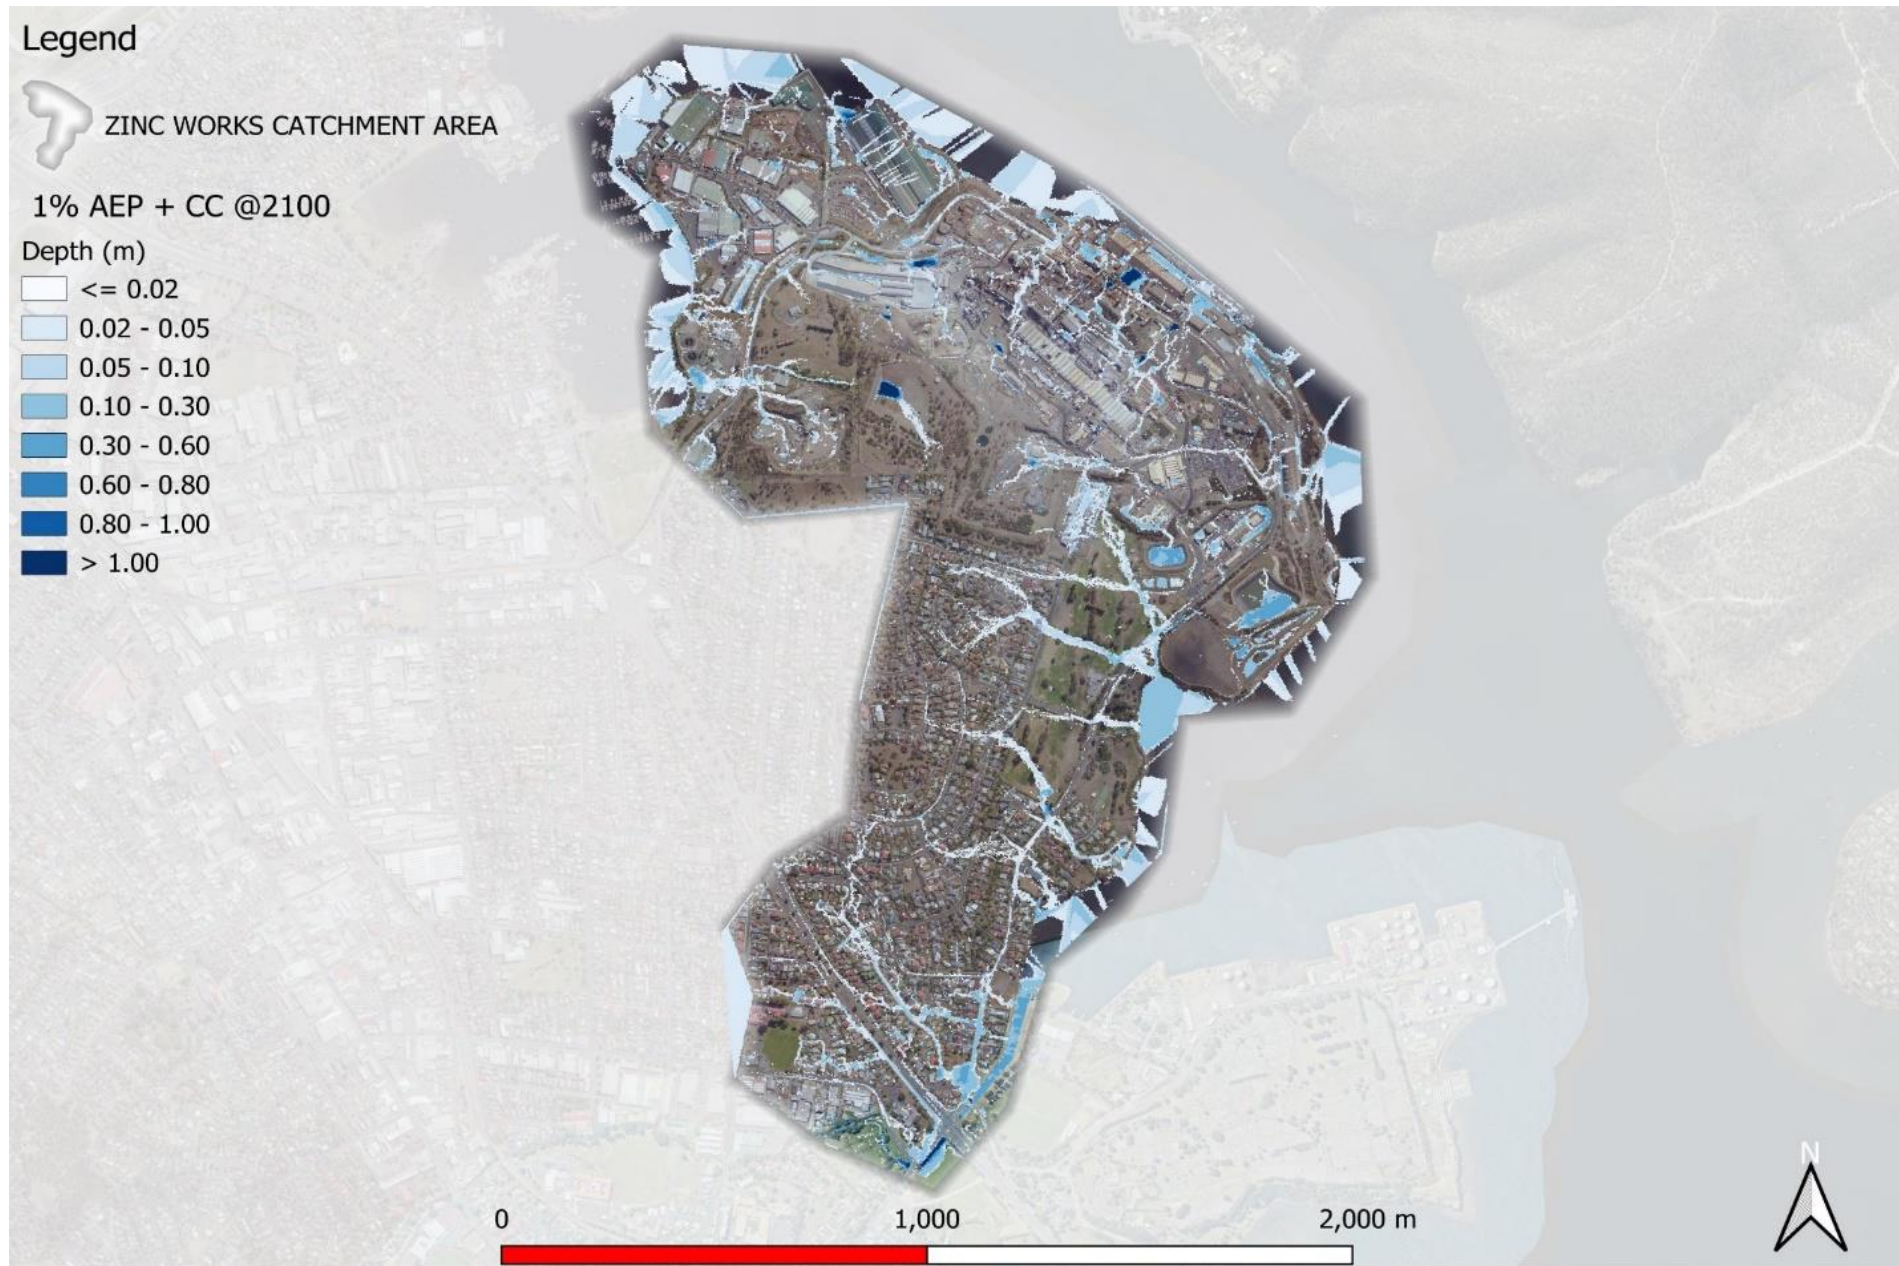 Legend
ZINC WORKS CATCHMENT AREA
1% AEP + CC @2100
Depth (m)
<= 0.02
0.02 - 0.05
0.05 - 0.10
0.10 - 0.30
0.30 - 0.60
0.60 - 0.80
0.80 - 1.00
> 1.00
0 1,000 2,000 m
N